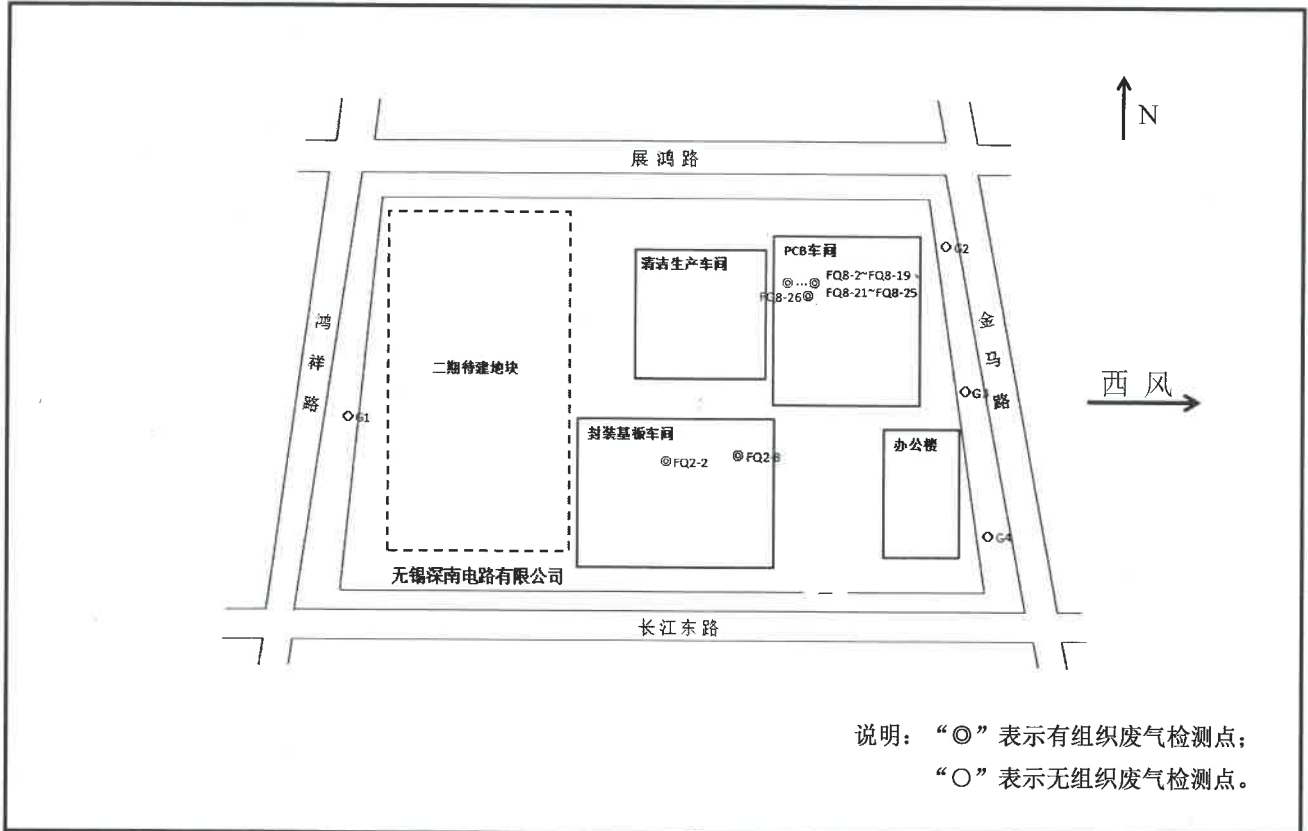 N
展鸿路
清洁生产车间
PCB车间
G2
FQ8-2~FQ8-19
FQ8-26
FQ8-21~FQ8-25
鸿祥路
金马路
二期待建地块
西风
G3
G1
封装基板车间
办公楼
FQ2-2
FQ2-8
G4
无锡深南电路有限公司
长江东路
说明：“◎”表示有组织废气检测点；
“○”表示无组织废气检测点。